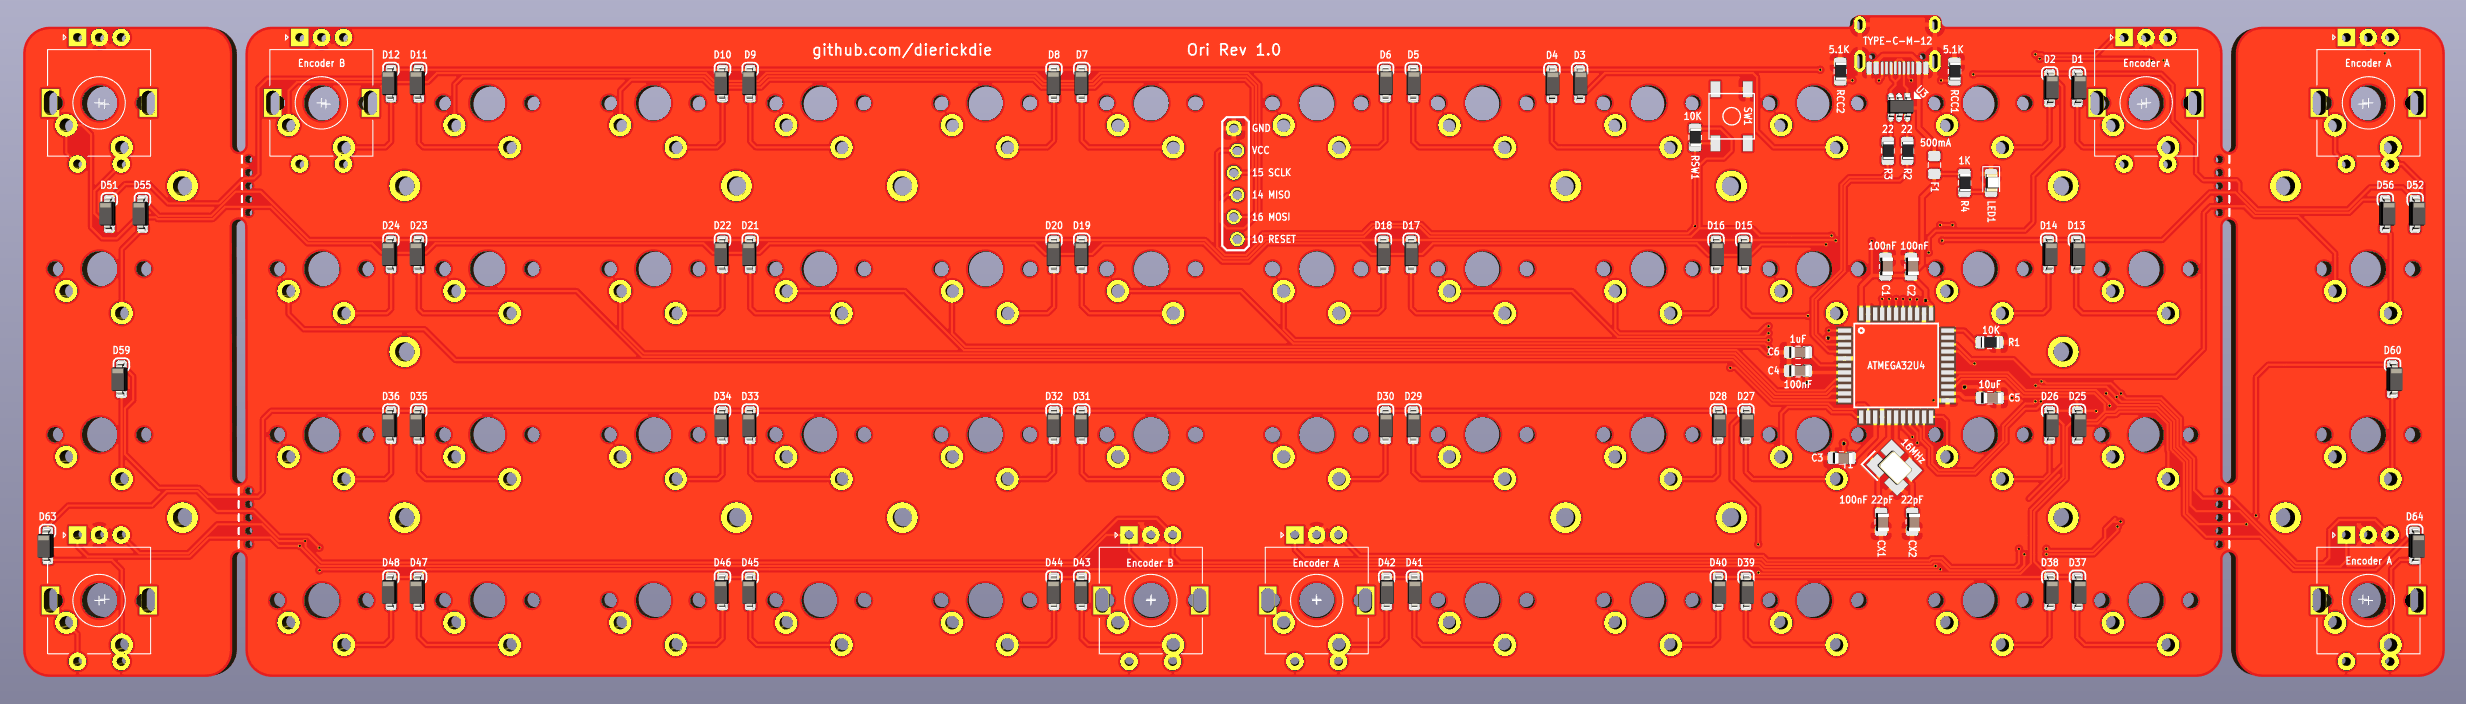 github.com/dierickdie
Ori Rev 1.0
TYPE-C-M-12
Encoder B
D12 D11
D10 D9
D8 D7
D6 D5
D4 D3
5.1K
RCC2
5.1K
RCC1
D2 D1
Encoder A
Encoder A
U3
SW1
10K
RSW1
22 22
R3 R2
500mA
F1
1K
R4
LED1
GND
VCC
15 SCLK
14 MISO
16 MOSI
10 RESET
D51 D55
D56 D52
D24 D23
D22 D21
D20 D19
D18 D17
D16 D15
D14 D13
100nF 100nF
C1 C2
1uF
C6
C4
100nF
ATMEGA32U4
10K
R1
10uF
C5
D59
D60
D36 D35
D34 D33
D32 D31
D30 D29
D28 D27
D26 D25
16MHz
C3
100nF
22pF 22pF
CX1 CX2
D63
D64
D48 D47
D46 D45
D44 D43
Encoder B
Encoder A
D42 D41
D40 D39
D38 D37
Encoder A